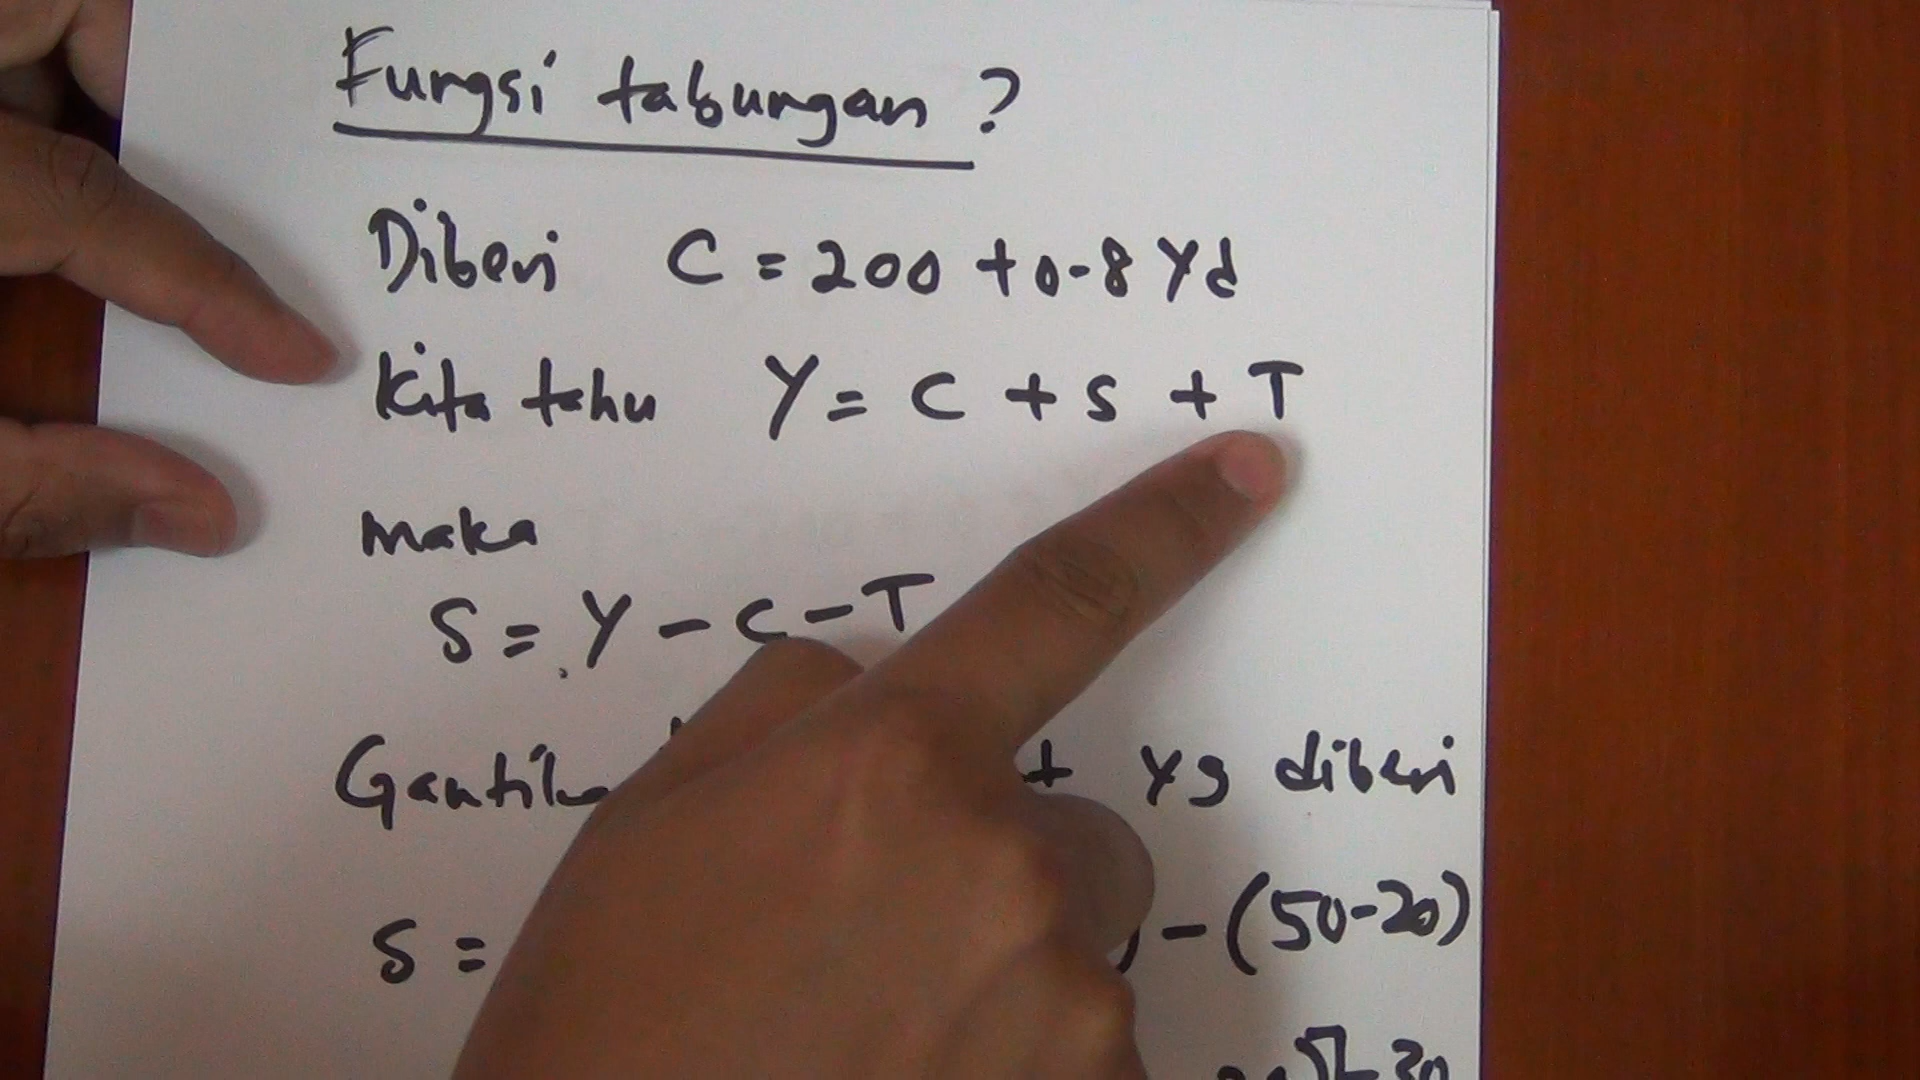 Fungsi tabungan ?
Diberi C = 200 + 0.8 Yd
Kita tahu Y = C + S + T
maka
S = Y - C - T
yg diberi
S = - (50-20)